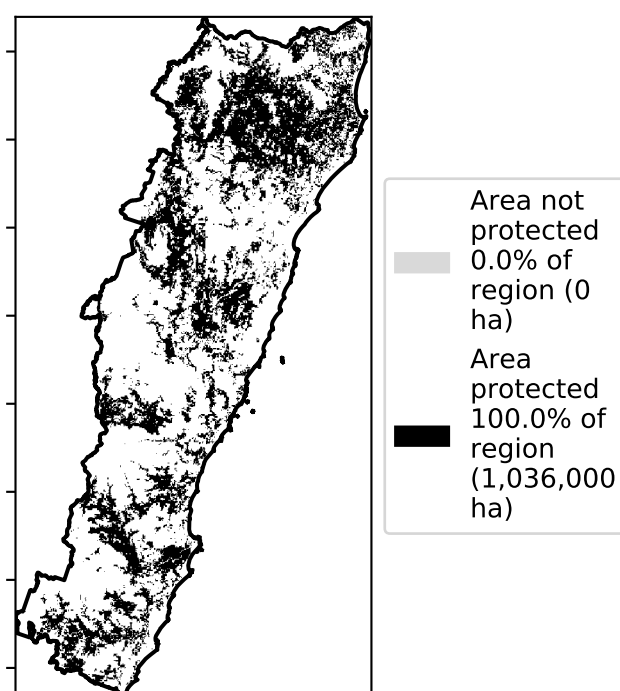 Area not
protected
0.0% of
region (0
ha)
Area
protected
100.0% of
region
(1,036,000
ha)